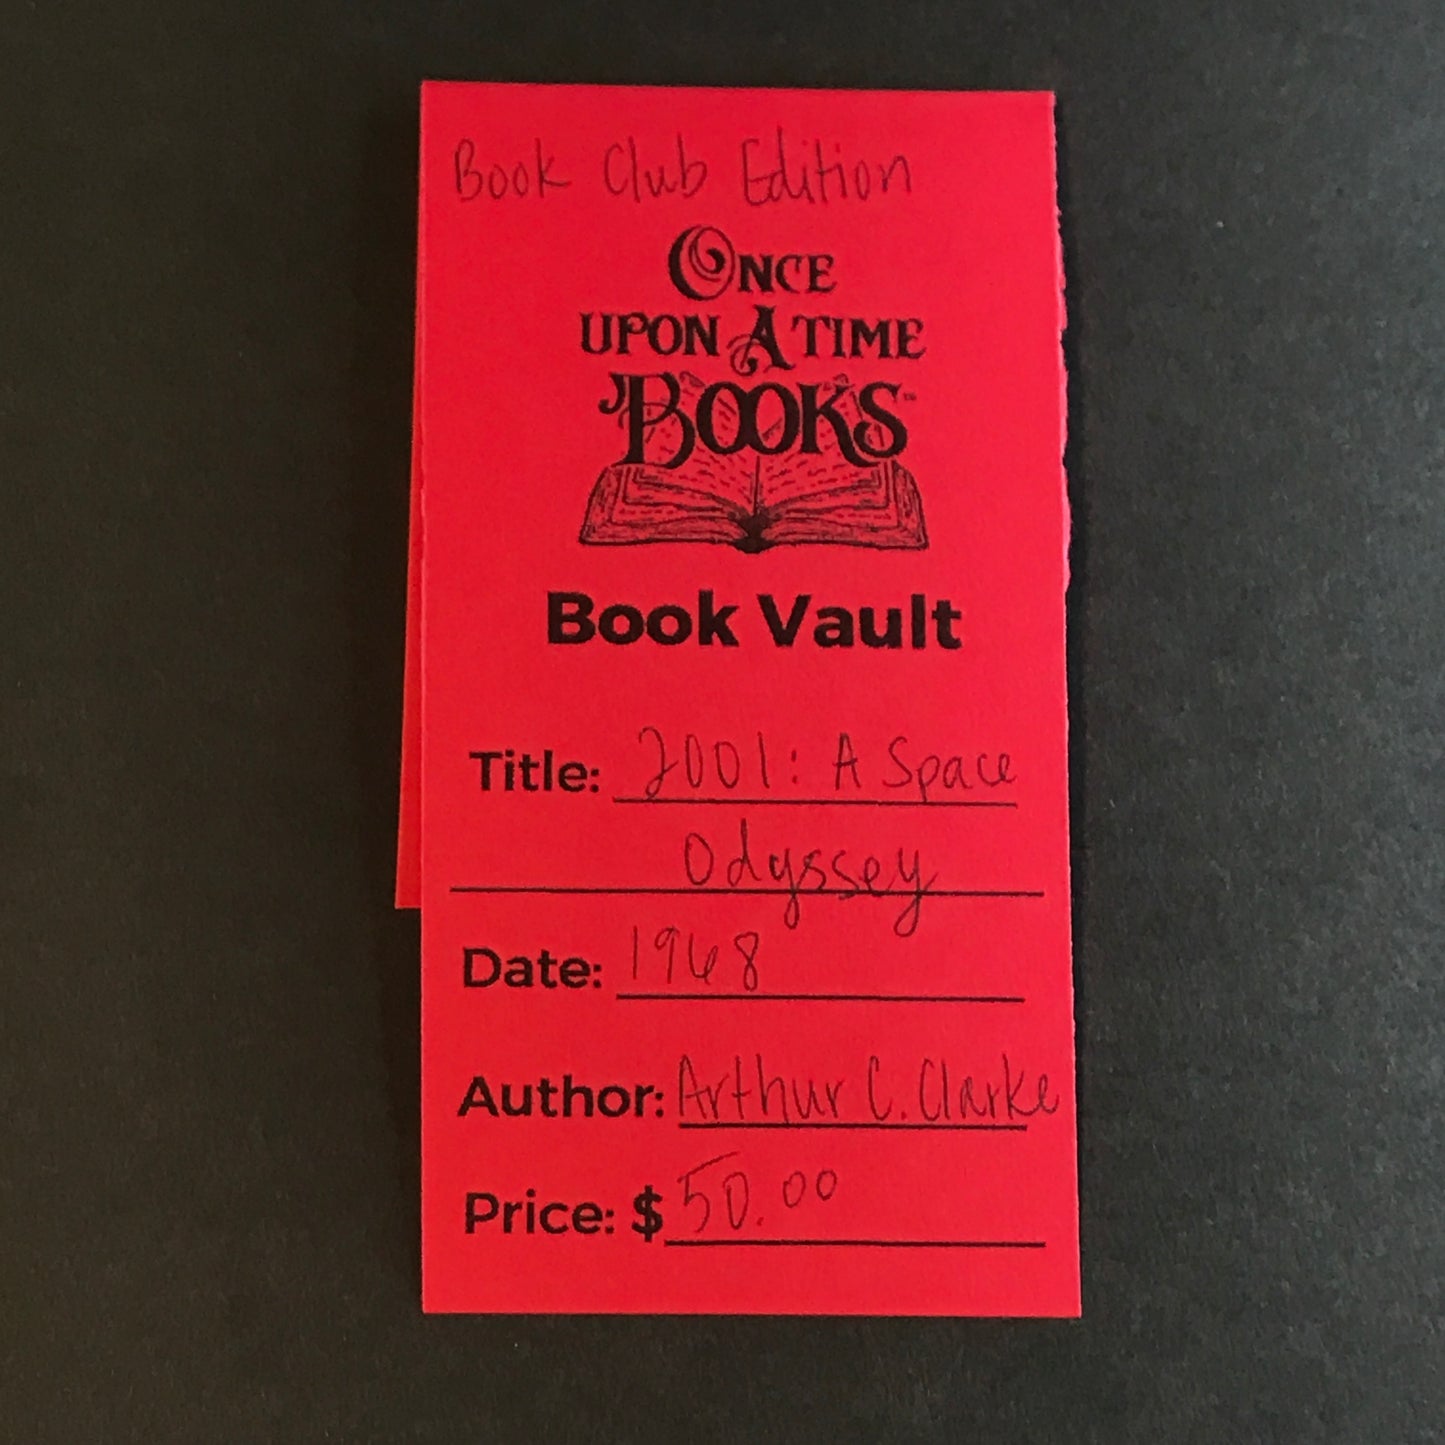 Book Club Edition
ONCE
UPON A TIME
BOOKS™
Book Vault
Title: 2001: A Space
Odyssey
Date: 1968
Author: Arthur C. Clarke
Price: $50.00